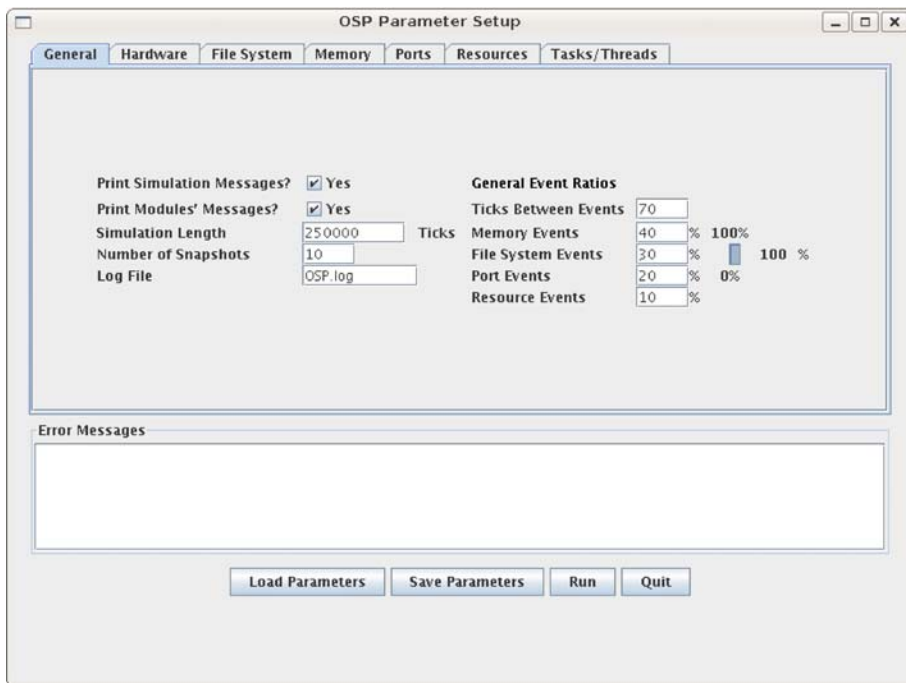 OSP Parameter Setup
General Hardware File System Memory Ports Resources Tasks/Threads
Print Simulation Messages? Yes
Print Modules' Messages? Yes
Simulation Length 250000 Ticks
Number of Snapshots 10
Log File OSP.log
General Event Ratios
Ticks Between Events 70
Memory Events 40 % 100%
File System Events 30 % 100 %
Port Events 20 % 0%
Resource Events 10 %
Error Messages
Load Parameters Save Parameters Run Quit